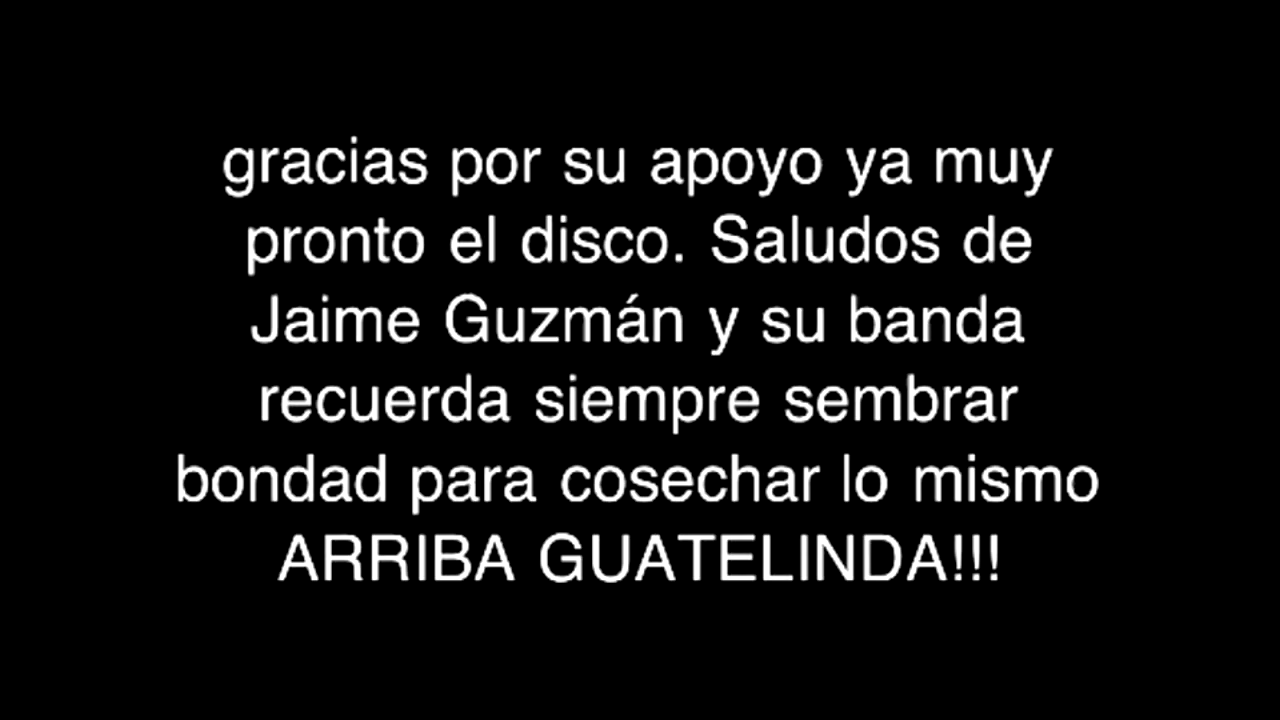 gracias por su apoyo ya muy
pronto el disco. Saludos de
Jaime Guzmán y su banda
recuerda siempre sembrar
bondad para cosechar lo mismo
ARRIBA GUATELINDA!!!